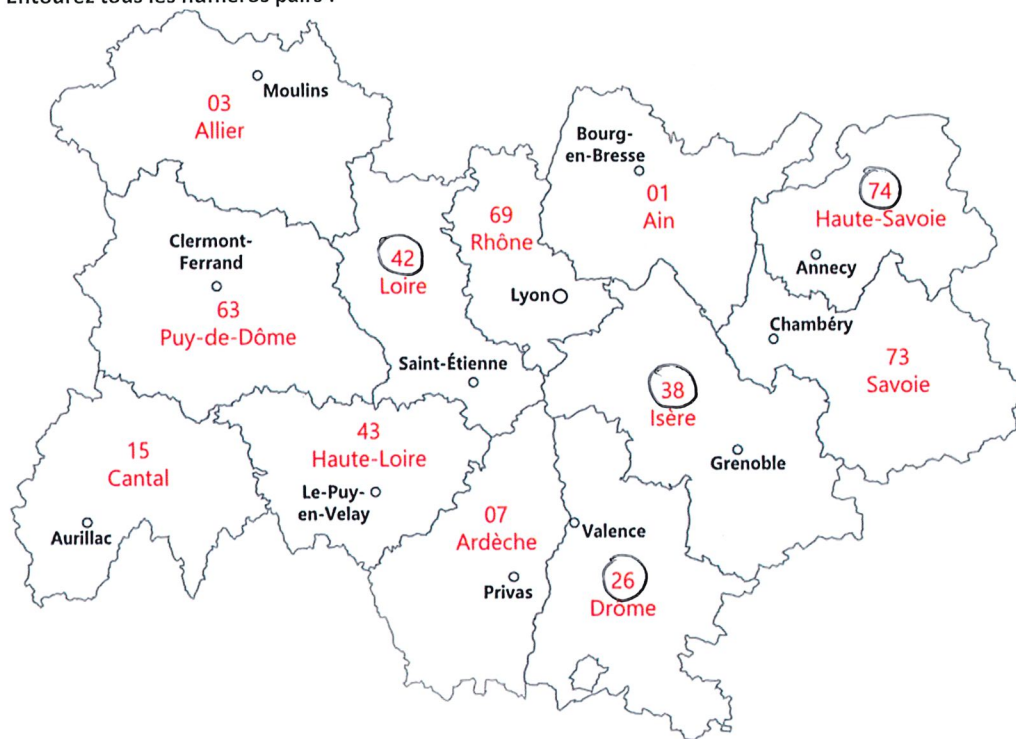 Entourez tous les numéros pairs :
Moulins
03
Allier
Bourg-
en-Bresse
01
Ain
74
Haute-Savoie
Annecy
69
Rhône
Lyon
42
Loire
Saint-Étienne
Clermont-
Ferrand
63
Puy-de-Dôme
Chambéry
73
Savoie
38
Isère
Grenoble
15
Cantal
Aurillac
43
Haute-Loire
Le-Puy-
en-Velay
07
Ardèche
Privas
Valence
26
Drôme